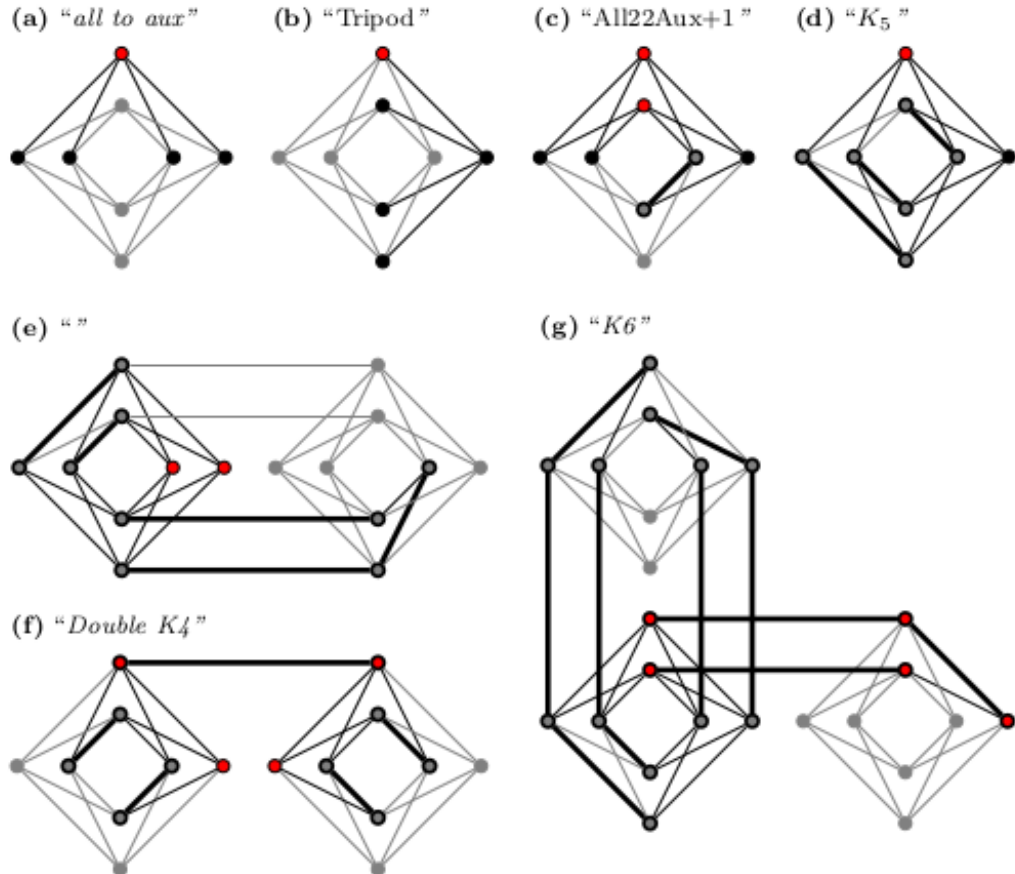 (a) “all to aux”
(b) “Tripod”
(c) “All22Aux+1”
(d) “K₅”
(e) “”
(g) “K6”
(f) “Double K4”